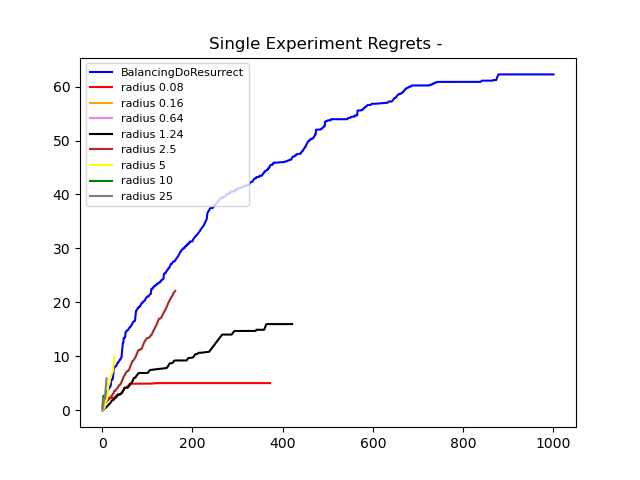 Single Experiment Regrets -
BalancingDoResurrect
radius 0.08
radius 0.16
radius 0.64
radius 1.24
radius 2.5
radius 5
radius 10
radius 25
60
50
40
30
20
10
0
0 200 400 600 800 1000